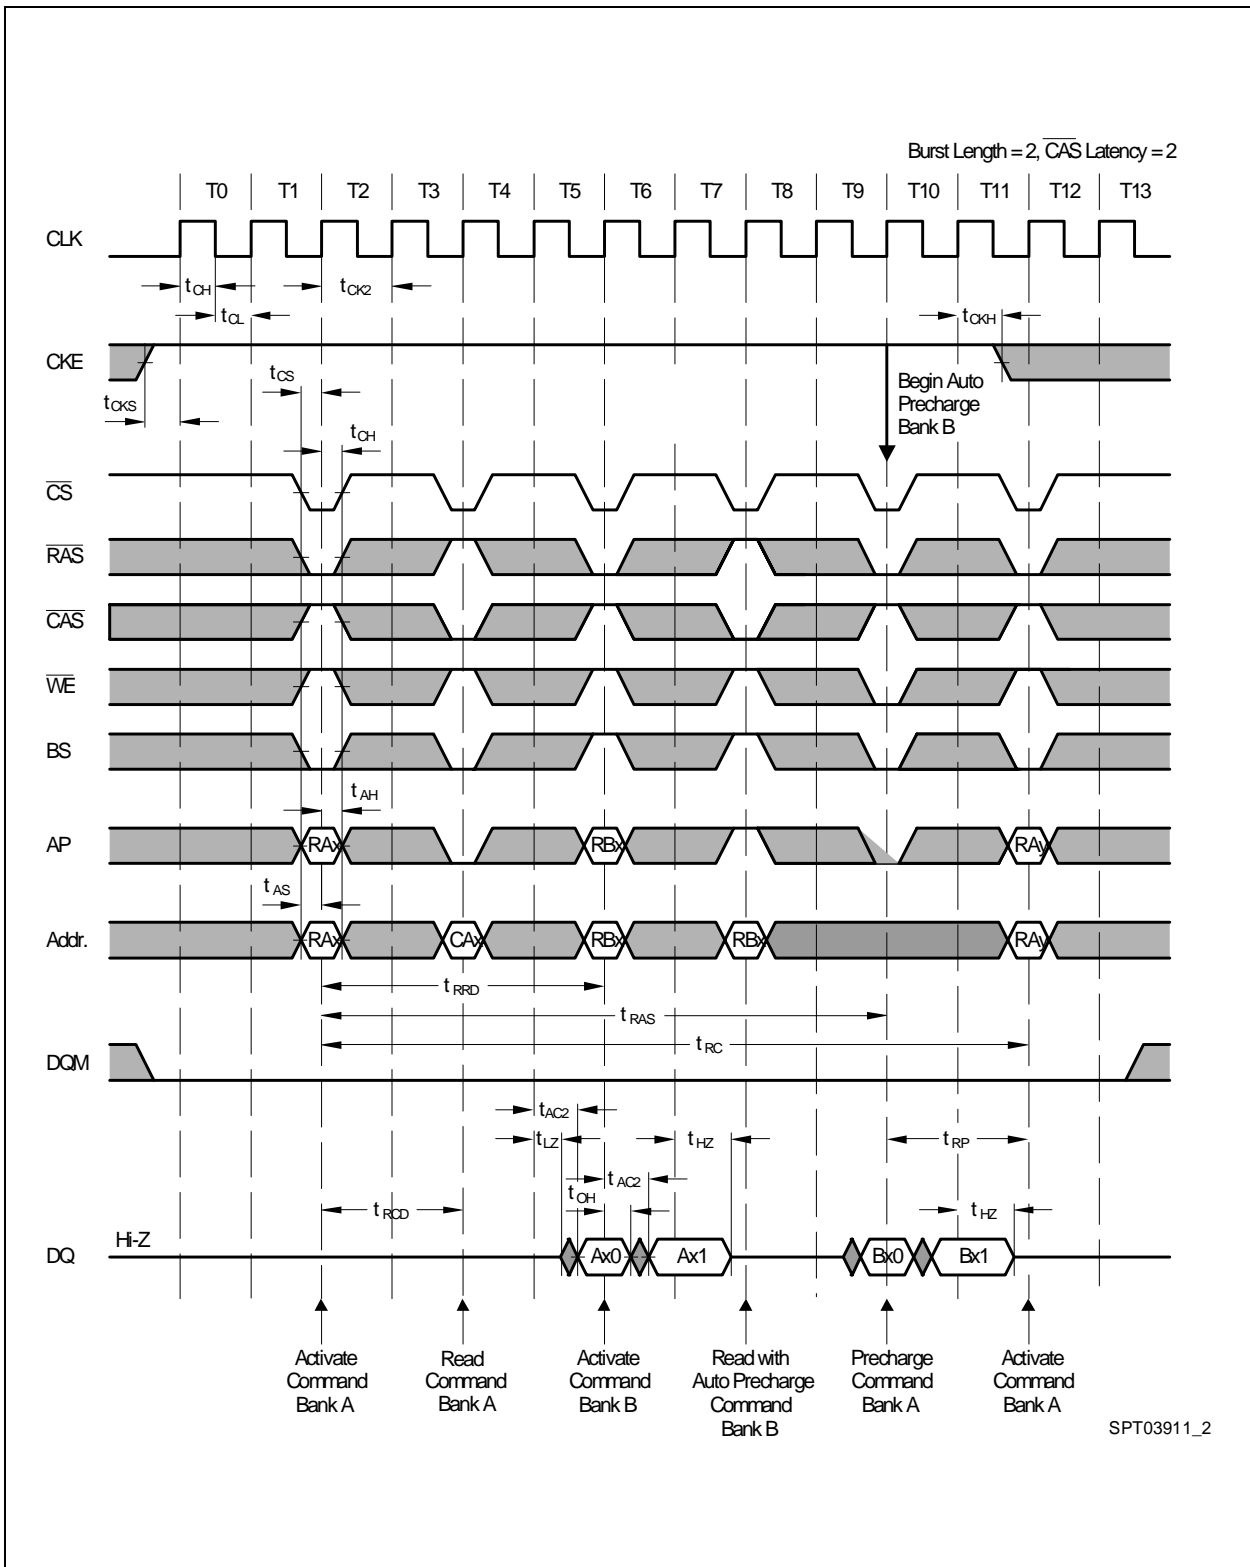 Burst Length = 2, CAS Latency = 2
T0 T1 T2 T3 T4 T5 T6 T7 T8 T9 T10 T11 T12 T13
CLK
tCH tCK2
tCL tCKH
CKE
tCS
Begin Auto
Precharge
Bank B
tCKS
tCH
CS
RAS
CAS
WE
BS
tAH
AP RAx RBx RAy
tAS
Addr. RAx CAx RBx RBx RAy
tRRD
tRAS
tRC
DQM
tAC2
tLZ tHZ tRP
tAC2
tOH
tRCD tHZ
Hi-Z
DQ Ax0 Ax1 Bx0 Bx1
Activate
Command
Bank A
Read
Command
Bank A
Activate
Command
Bank B
Read with
Auto Precharge
Command
Bank B
Precharge
Command
Bank A
Activate
Command
Bank A
SPT03911_2